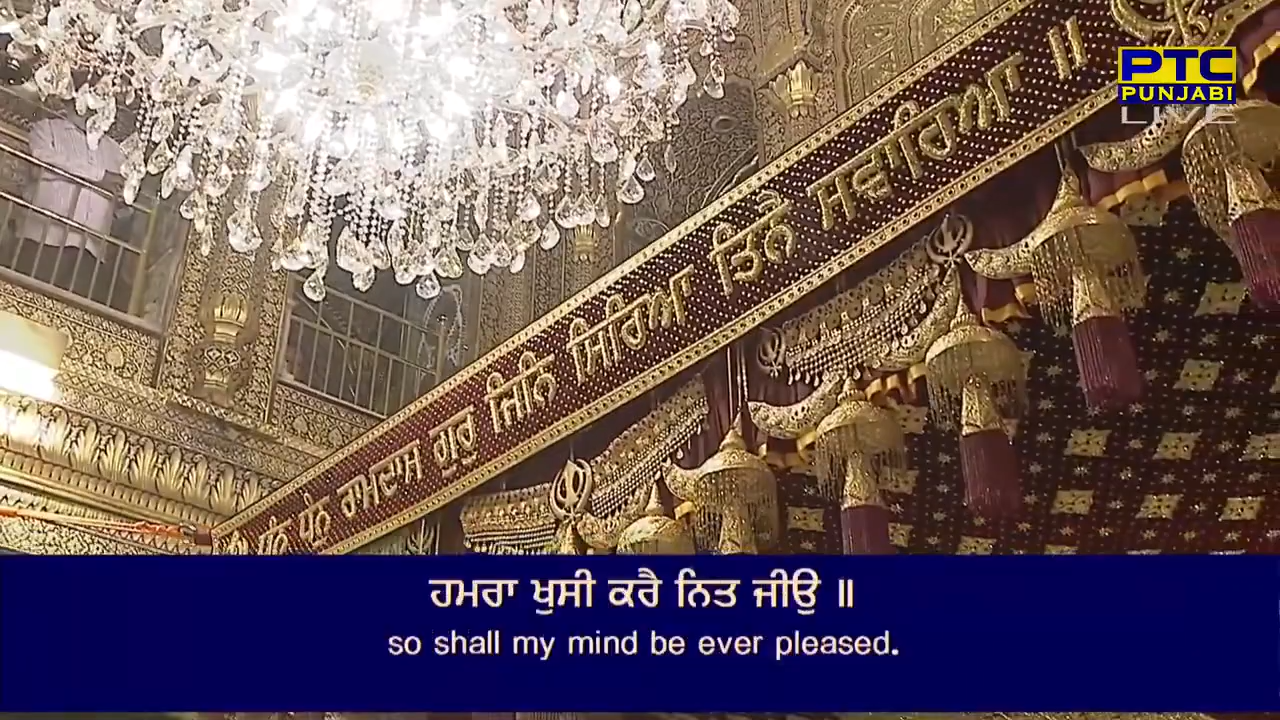 PTC
PUNJABI
LIVE
ਧੰਨੁ ਧੰਨੁ ਰਾਮਦਾਸ ਗੁਰੁ ਜਿਨਿ ਸਿਰਿਆ ਤਿਨੈ ਸਵਾਰਿਆ ॥
ਹਮਰਾ ਖੁਸੀ ਕਰੈ ਨਿਤ ਜੀਉ ॥
so shall my mind be ever pleased.